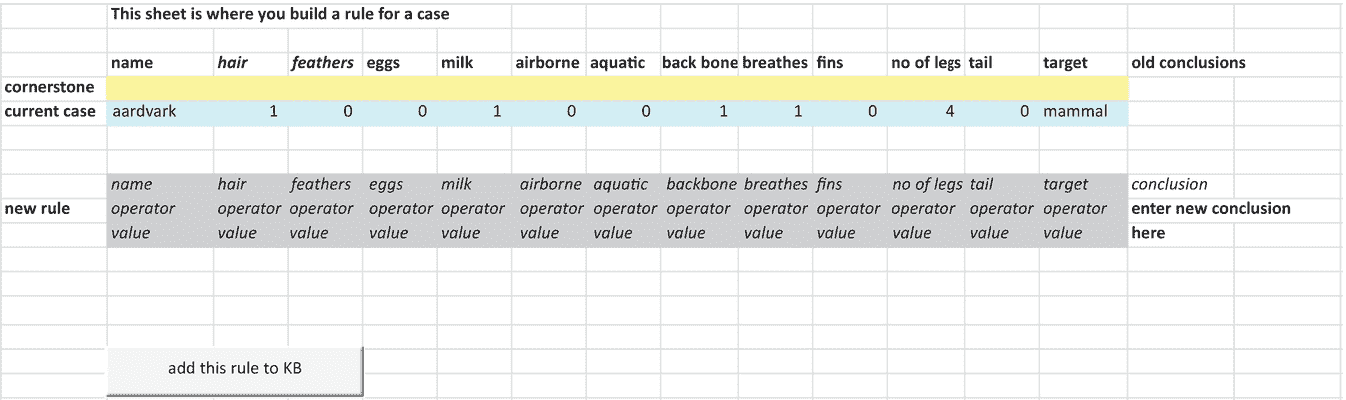 This sheet is where you build a rule for a case
name hair feathers eggs milk airborne aquatic back bone breathes fins no of legs tail target old conclusions
cornerstone
current case aardvark 1 0 0 1 0 0 1 1 0 4 0 mammal
name hair feathers eggs milk airborne aquatic backbone breathes fins no of legs tail target conclusion
new rule operator operator operator operator operator operator operator operator operator operator operator operator operator enter new conclusion
value value value value value value value value value value value value value here
add this rule to KB